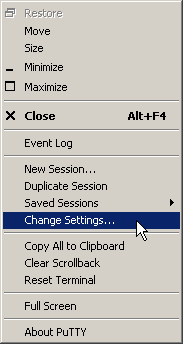 Restore
Move
Size
Minimize
Maximize
Close Alt+F4
Event Log
New Session...
Duplicate Session
Saved Sessions
Change Settings...
Copy All to Clipboard
Clear Scrollback
Reset Terminal
Full Screen
About PuTTY